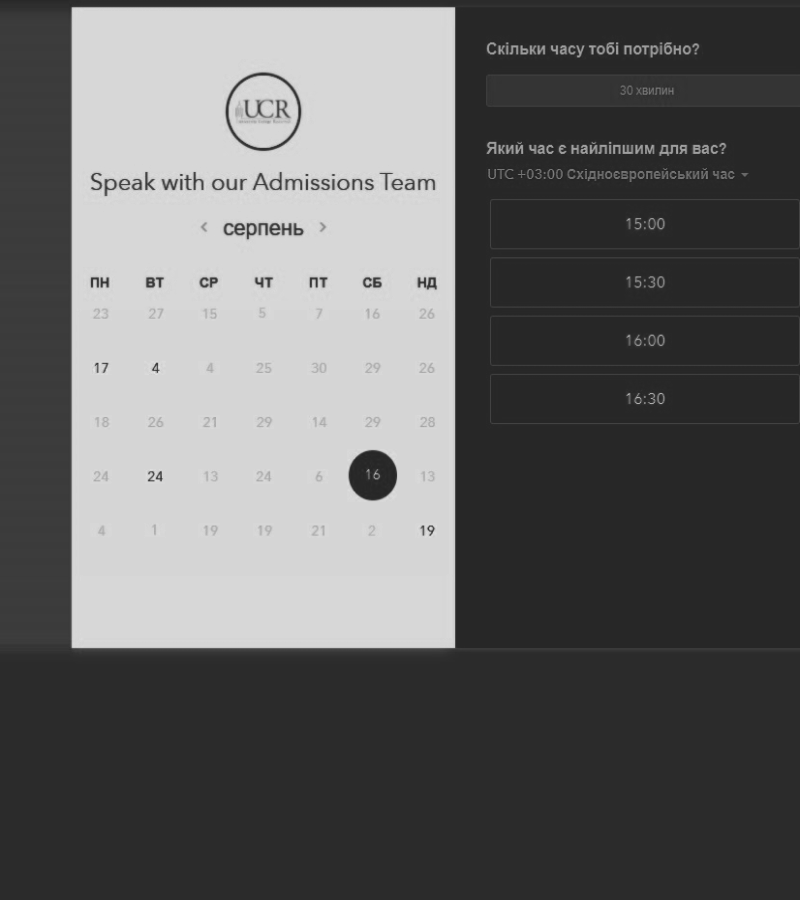 UCR
Speak with our Admissions Team
серпень
ПН ВТ СР ЧТ ПТ СБ НД
23 27 15 5 7 16 26
17 4 4 25 30 29 26
18 26 21 29 14 29 28
24 24 13 24 6 16 13
4 1 19 19 21 2 19
Скільки часу тобі потрібно?
30 хвилин
Який час є найліпшим для вас?
UTC +03:00 Східноєвропейський час
15:00
15:30
16:00
16:30